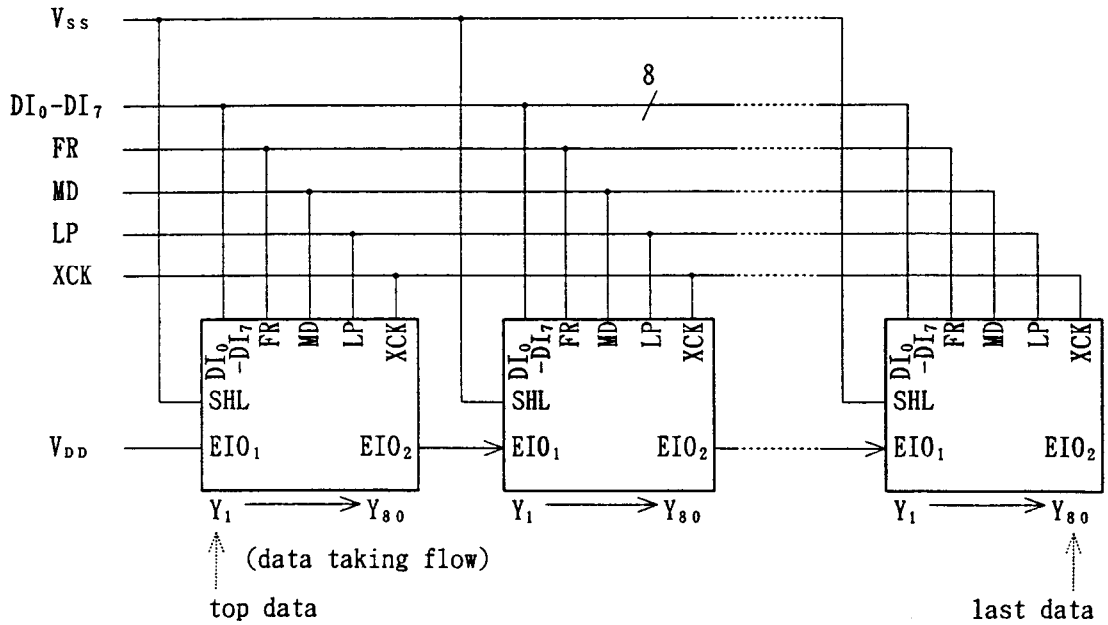 Vss
8
DI₀-DI₇
FR
MD
LP
XCK
DI₀-DI₇ FR MD LP XCK
DI₀-DI₇ FR MD LP XCK
DI₀-DI₇ FR MD LP XCK
SHL SHL SHL
V_DD EIO₁ EIO₂ EIO₁ EIO₂ EIO₁ EIO₂
Y₁ Y₈₀ Y₁ Y₈₀ Y₁ Y₈₀
(data taking flow)
top data last data